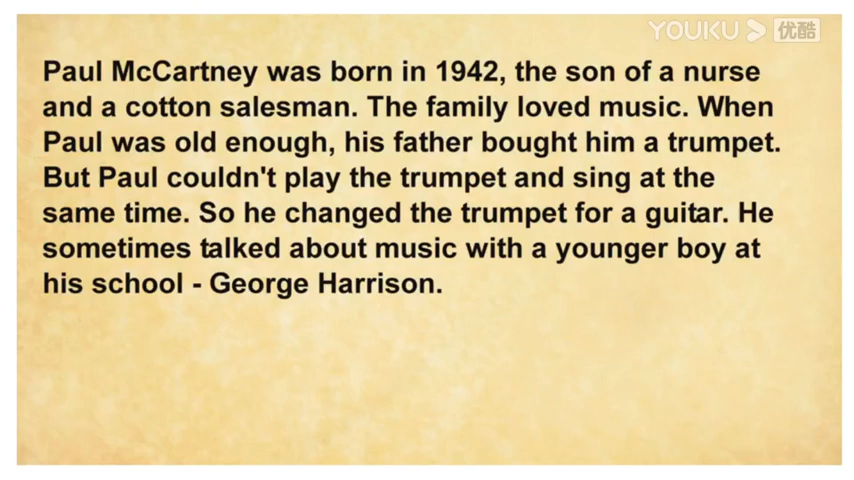 YOUKU 优酷
Paul McCartney was born in 1942, the son of a nurse
and a cotton salesman. The family loved music. When
Paul was old enough, his father bought him a trumpet.
But Paul couldn't play the trumpet and sing at the
same time. So he changed the trumpet for a guitar. He
sometimes talked about music with a younger boy at
his school - George Harrison.